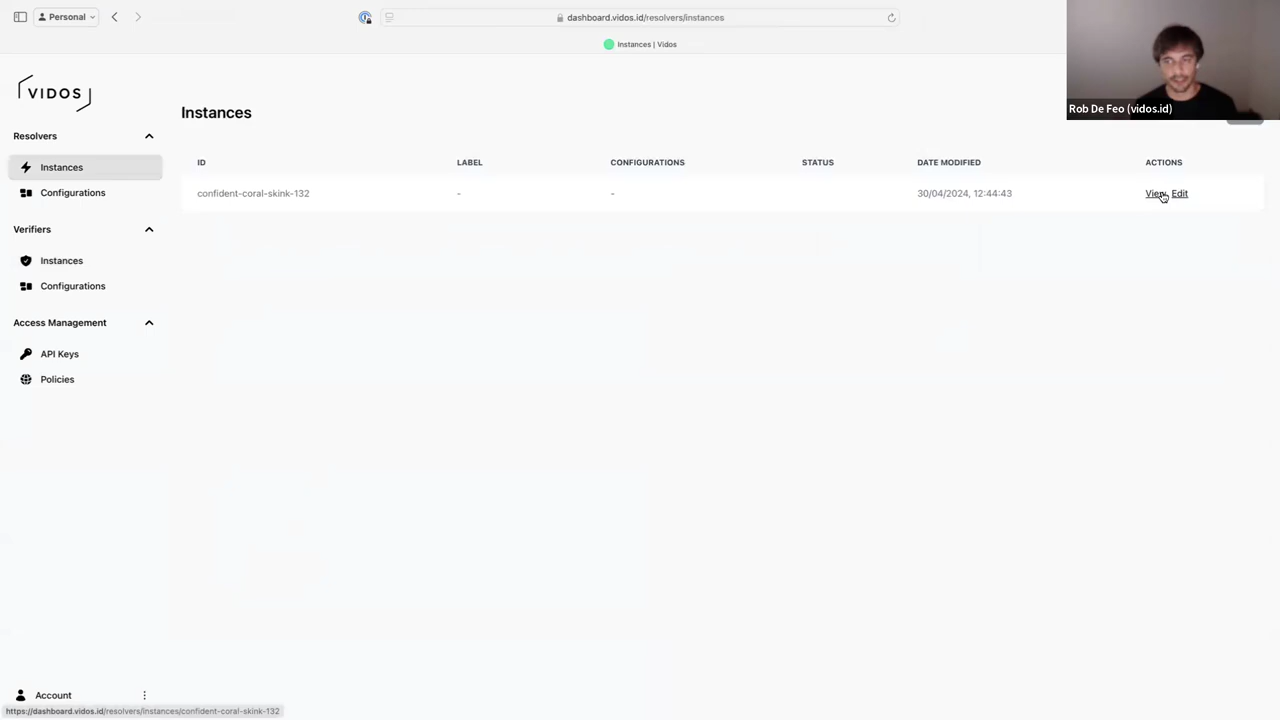 Personal
dashboard.vidos.id/resolvers/instances
Instances | Vidos
Rob De Feo (vidos.id)
VIDOS
Resolvers
Instances
Configurations
Verifiers
Instances
Configurations
Access Management
API Keys
Policies
Account
Instances
ID LABEL CONFIGURATIONS STATUS DATE MODIFIED ACTIONS
confident-coral-skink-132 - - 30/04/2024, 12:44:43 View Edit
https://dashboard.vidos.id/resolvers/instances/confident-coral-skink-132